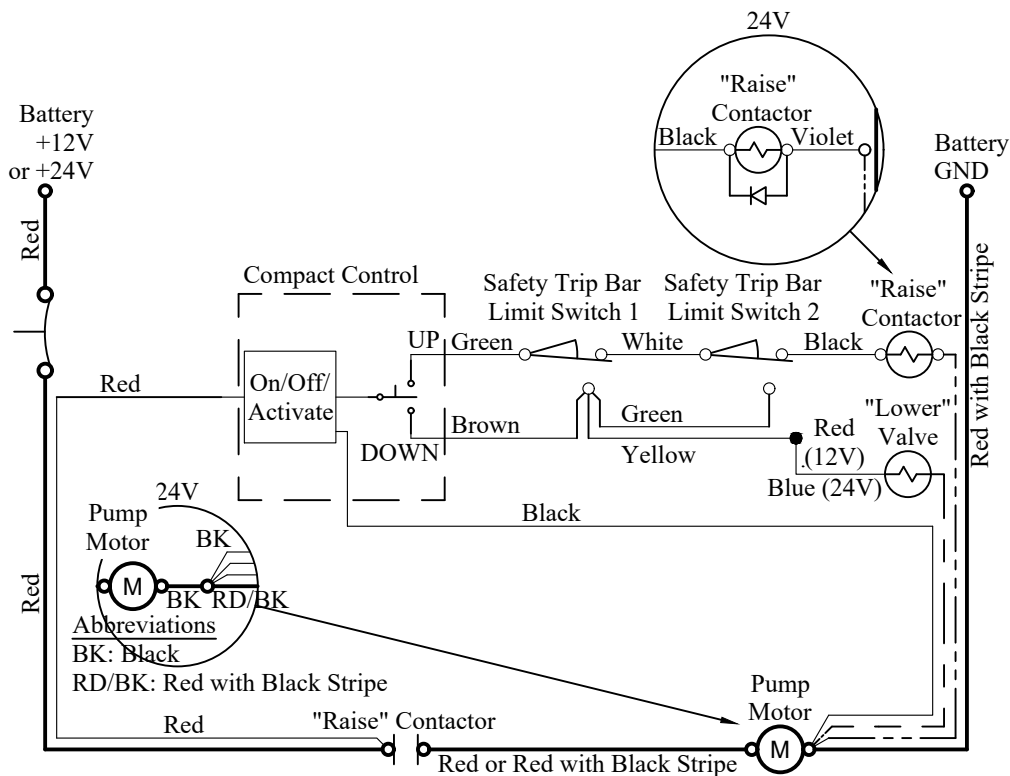 24V
"Raise"
Contactor
Black
Violet
Battery
+12V
or +24V
Battery
GND
Red
Compact Control
Safety Trip Bar
Limit Switch 1
Safety Trip Bar
Limit Switch 2
"Raise"
Contactor
Red with Black Stripe
UP
Green
White
Black
Red
On/Off/
Activate
"Lower"
Valve
Brown
Green
Red
(12V)
DOWN
Yellow
Blue (24V)
24V
Black
Pump
Motor
BK
M
BK
RD/BK
Red
Abbreviations
BK: Black
RD/BK: Red with Black Stripe
Pump
Motor
Red
"Raise" Contactor
M
Red or Red with Black Stripe